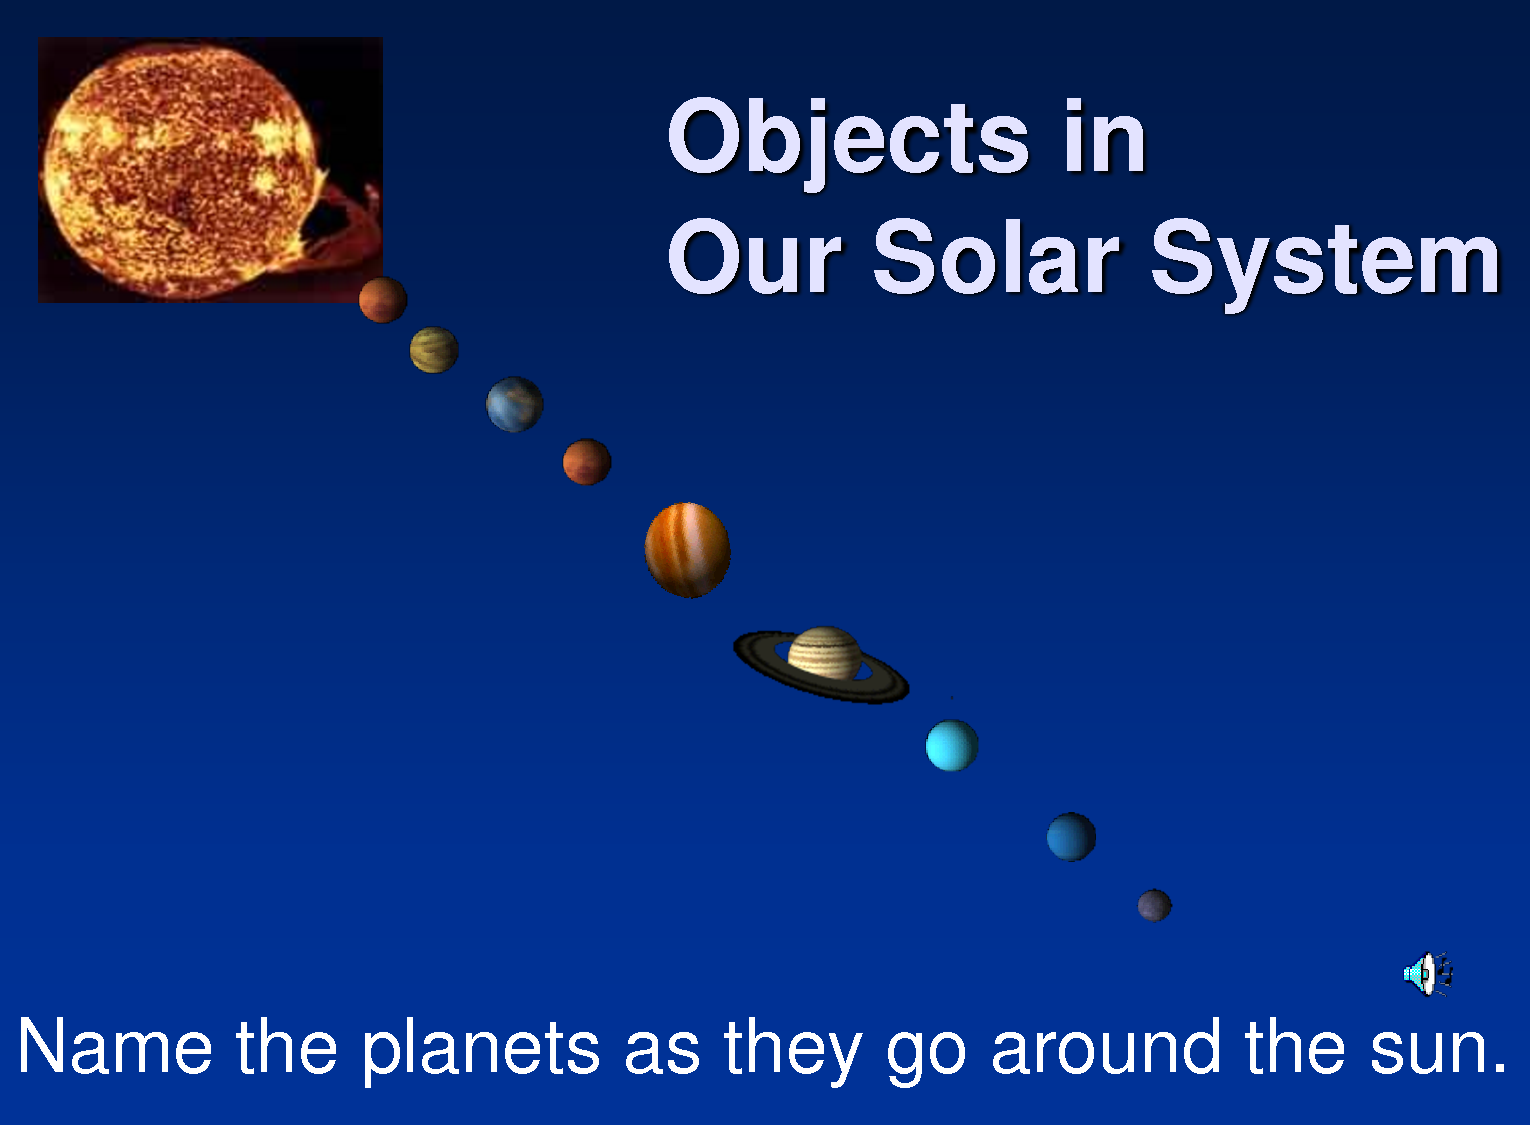 Objects in
Our Solar System
Name the planets as they go around the sun.